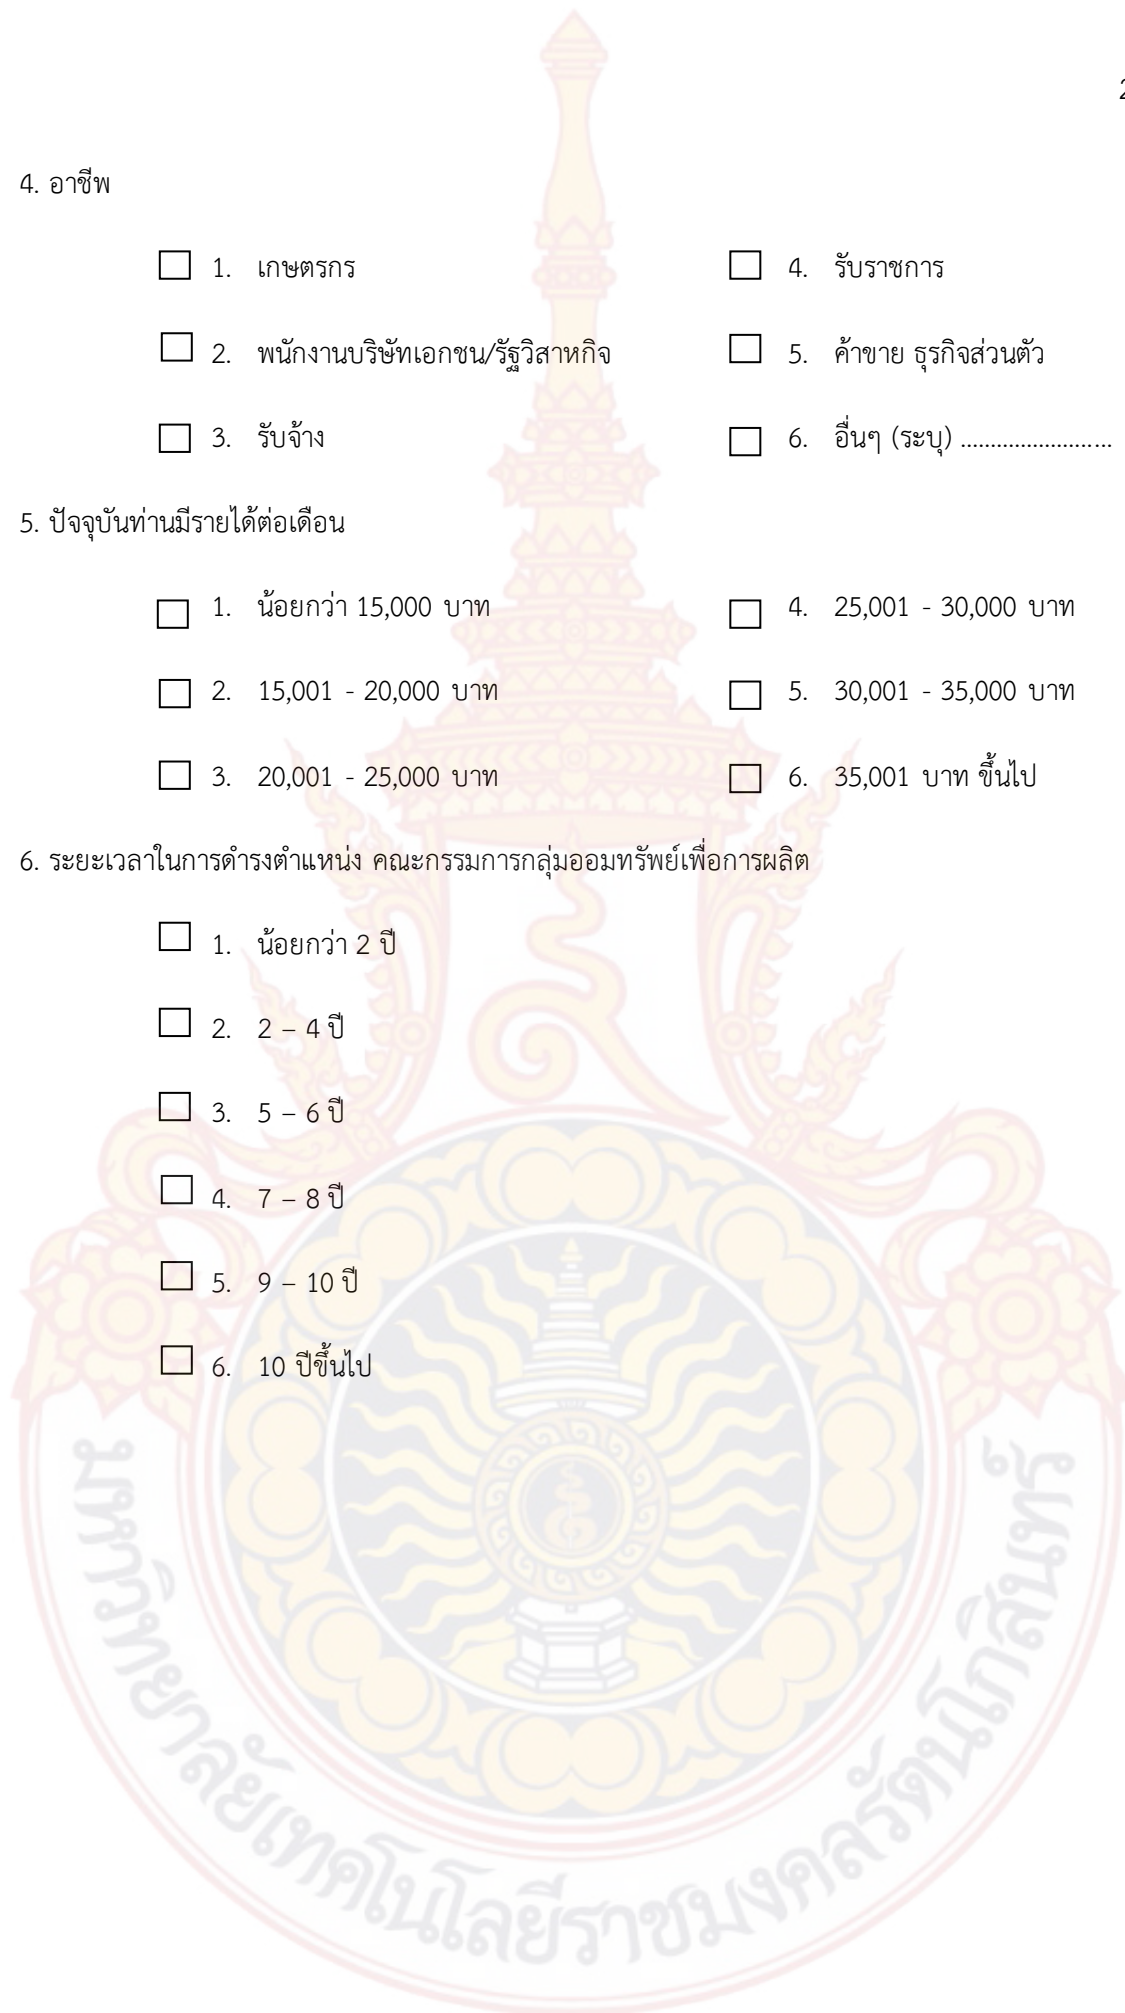 2
4. อาชีพ
1. เกษตรกร 4. รับราชการ
2. พนักงานบริษัทเอกชน/รัฐวิสาหกิจ 5. ค้าขาย ธุรกิจส่วนตัว
3. รับจ้าง 6. อื่นๆ (ระบุ) .........................
5. ปัจจุบันท่านมีรายได้ต่อเดือน
1. น้อยกว่า 15,000 บาท 4. 25,001 - 30,000 บาท
2. 15,001 - 20,000 บาท 5. 30,001 - 35,000 บาท
3. 20,001 - 25,000 บาท 6. 35,001 บาท ขึ้นไป
6. ระยะเวลาในการดำรงตำแหน่ง คณะกรรมการกลุ่มออมทรัพย์เพื่อการผลิต
1. น้อยกว่า 2 ปี
2. 2 – 4 ปี
3. 5 – 6 ปี
4. 7 – 8 ปี
5. 9 – 10 ปี
6. 10 ปีขึ้นไป
มหาวิทยาลัยเทคโนโลยีราชมงคลรัตนโกสินทร์